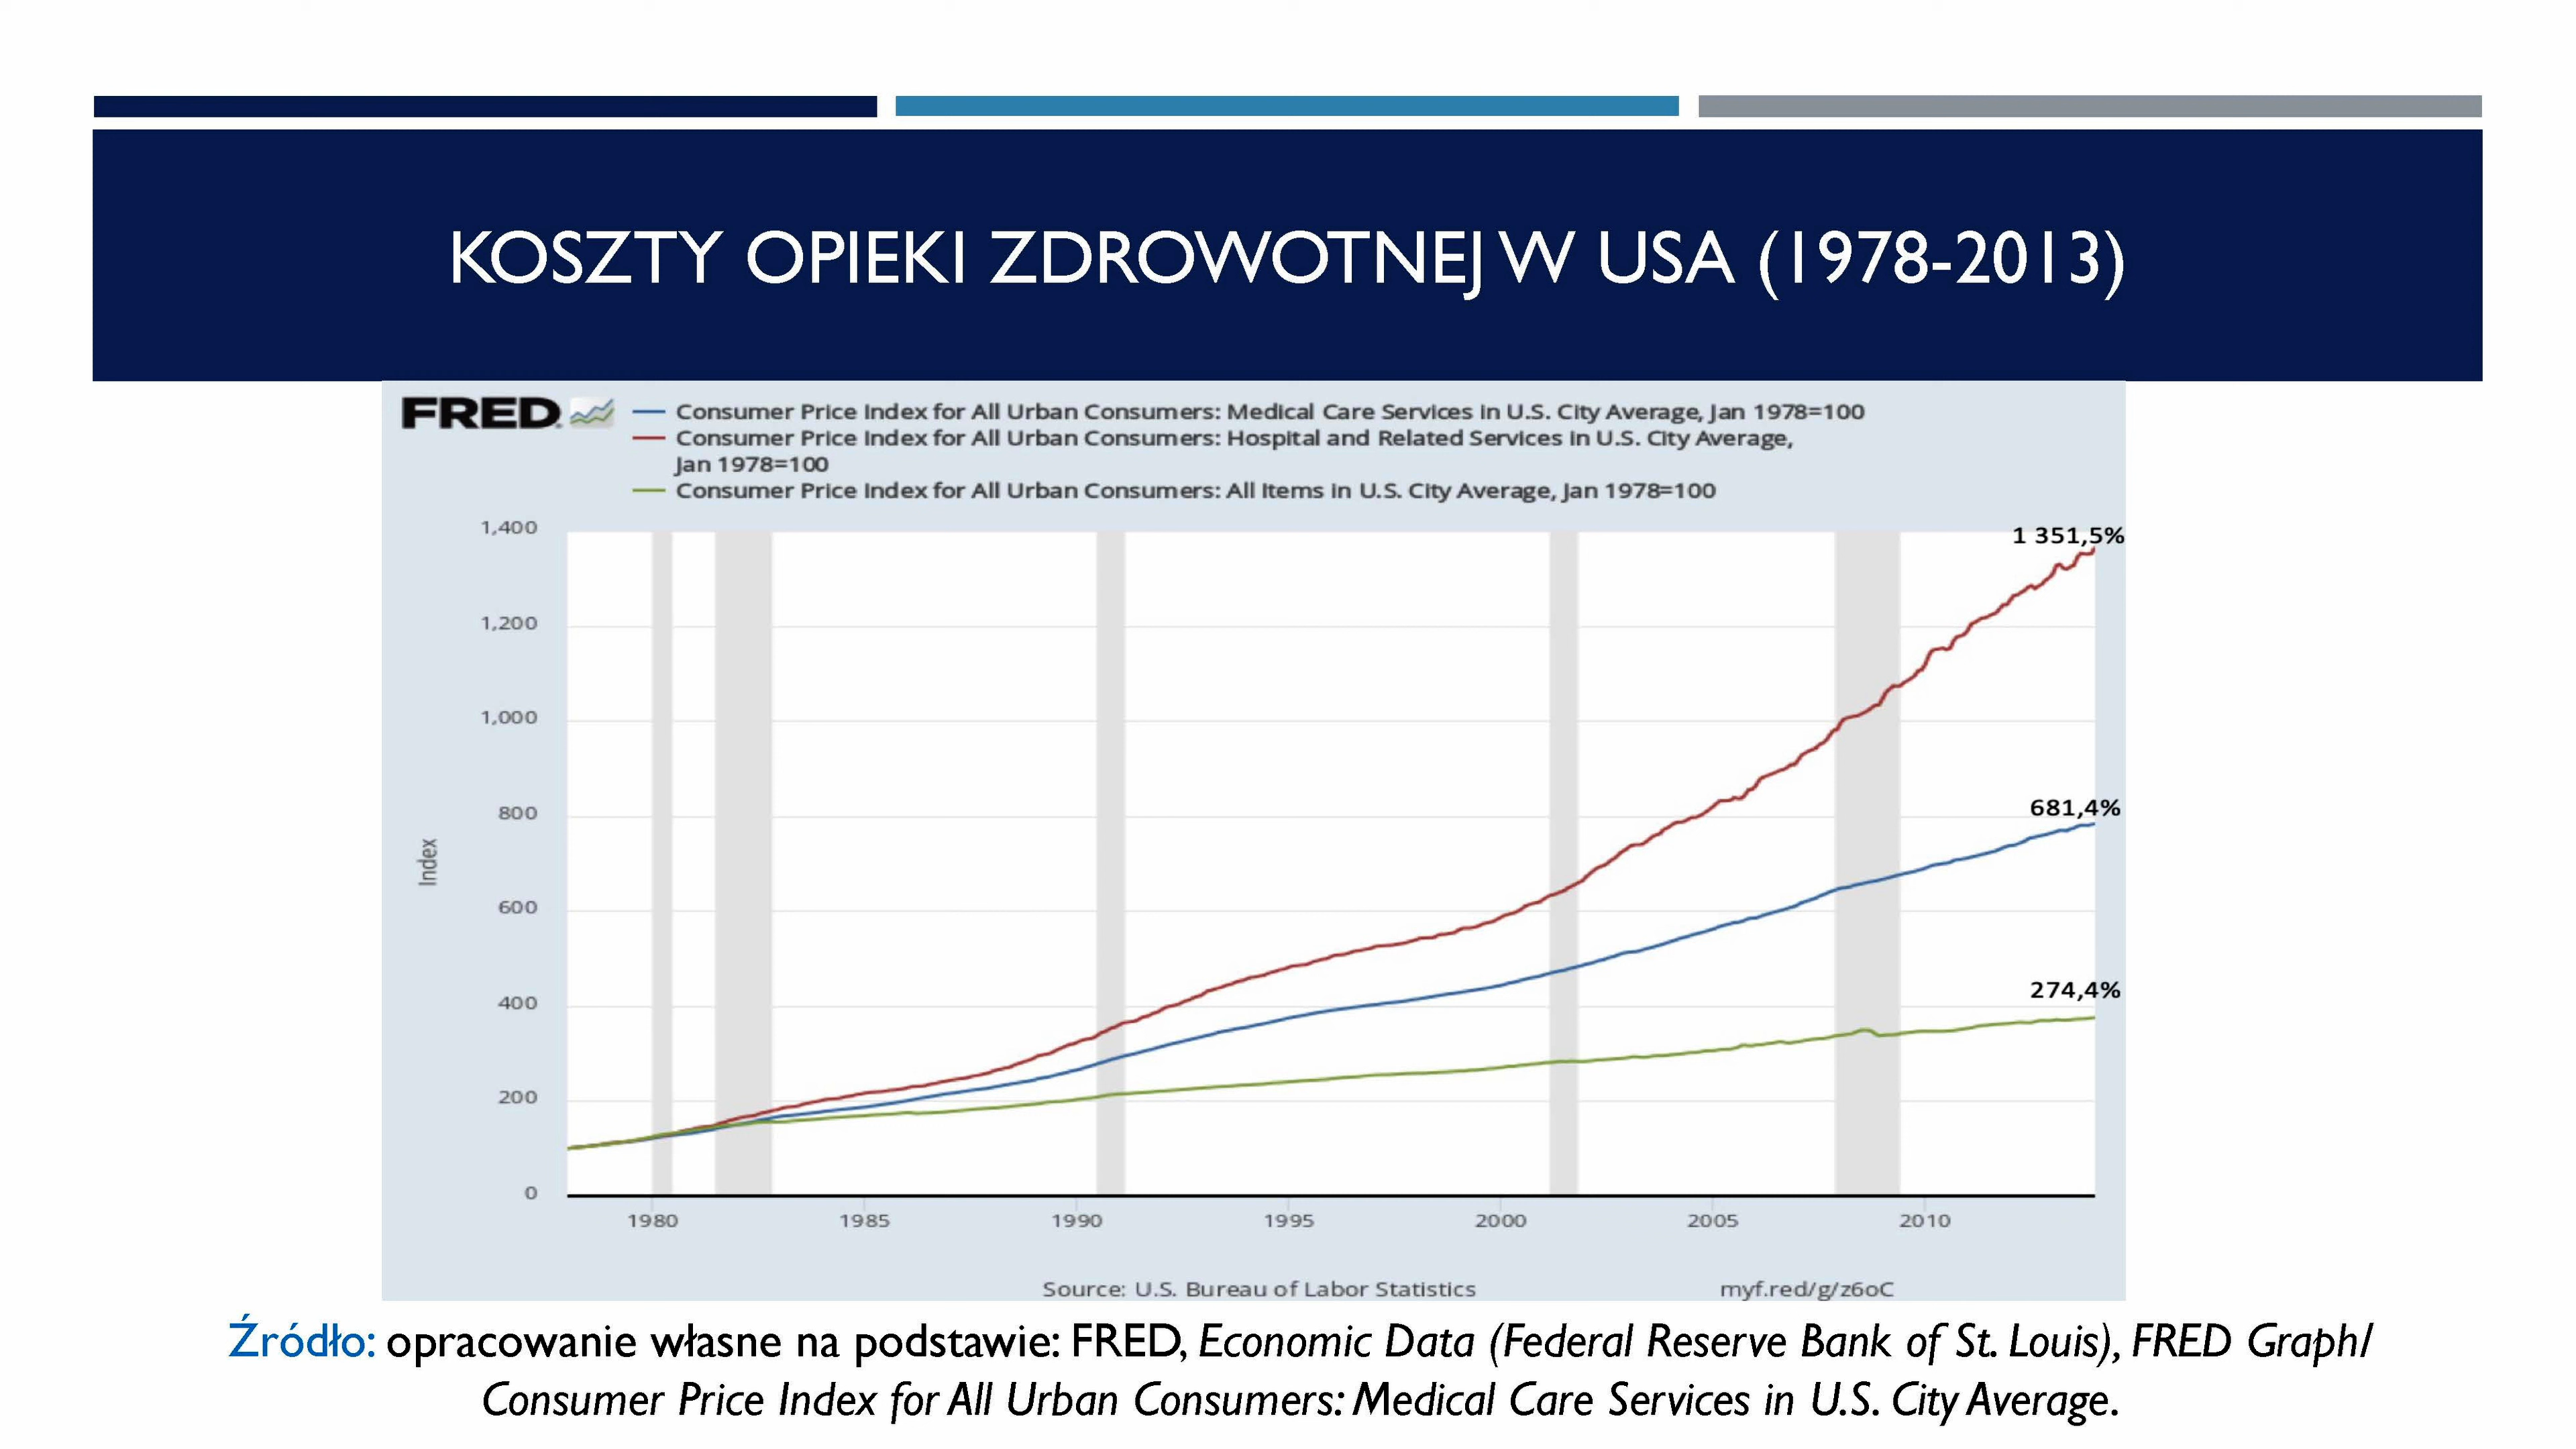 KOSZTY OPIEKI ZDROWOTNEJ W USA (1978-2013)
FRED
Consumer Price Index for All Urban Consumers: Medical Care Services in U.S. City Average, Jan 1978=100
Consumer Price Index for All Urban Consumers: Hospital and Related Services in U.S. City Average,
Jan 1978=100
Consumer Price Index for All Urban Consumers: All Items in U.S. City Average, Jan 1978=100
1,400
1 351,5%
1,200
1,000
800
681,4%
Index
600
400
274,4%
200
0
1980 1985 1990 1995 2000 2005 2010
Source: U.S. Bureau of Labor Statistics myf.red/g/z6oC
Źródło: opracowanie własne na podstawie: FRED, Economic Data (Federal Reserve Bank of St. Louis), FRED Graph/
Consumer Price Index for All Urban Consumers: Medical Care Services in U.S. City Average.